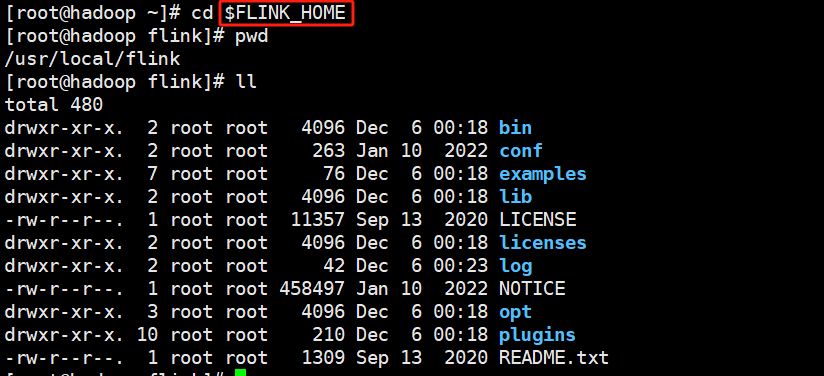 [root@hadoop ~]# cd $FLINK_HOME
[root@hadoop flink]# pwd
/usr/local/flink
[root@hadoop flink]# ll
total 480
drwxr-xr-x.  2 root root   4096 Dec  6 00:18 bin
drwxr-xr-x.  2 root root    263 Jan 10  2022 conf
drwxr-xr-x.  7 root root     76 Dec  6 00:18 examples
drwxr-xr-x.  2 root root   4096 Dec  6 00:18 lib
-rw-r--r--.  1 root root  11357 Sep 13  2020 LICENSE
drwxr-xr-x.  2 root root   4096 Dec  6 00:18 licenses
drwxr-xr-x.  2 root root     42 Dec  6 00:23 log
-rw-r--r--.  1 root root 458497 Jan 10  2022 NOTICE
drwxr-xr-x.  3 root root   4096 Dec  6 00:18 opt
drwxr-xr-x. 10 root root    210 Dec  6 00:18 plugins
-rw-r--r--.  1 root root   1309 Sep 13  2020 README.txt
[root@hadoop flink]#